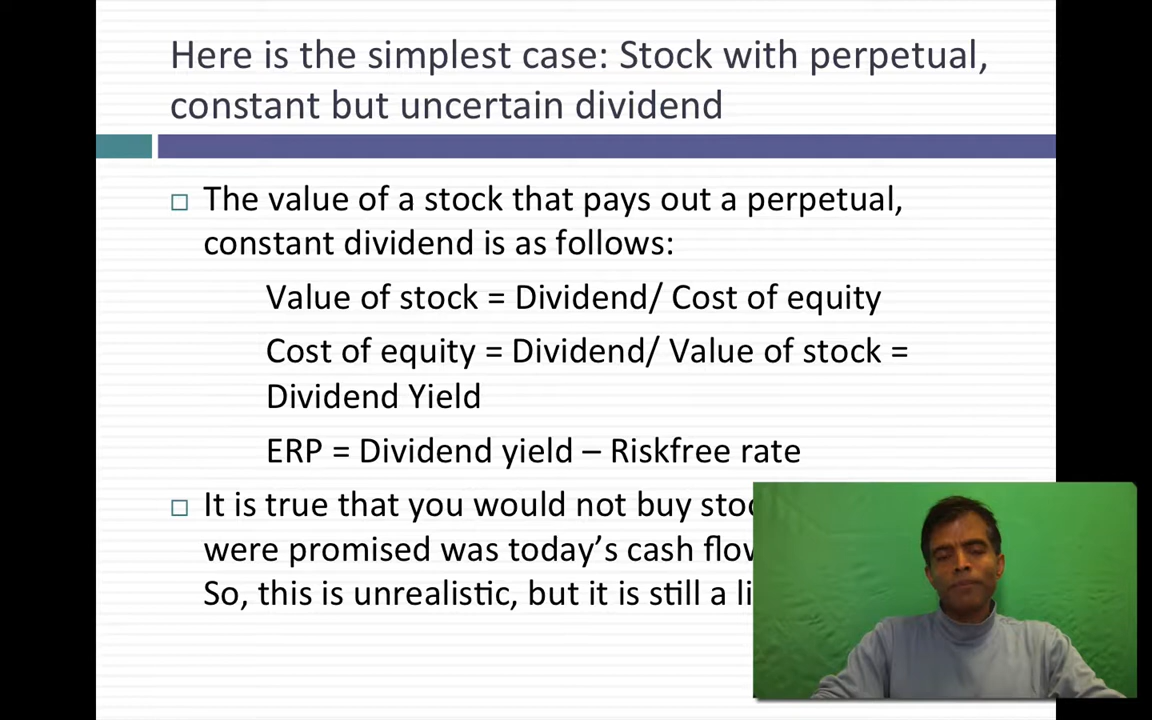 Here is the simplest case: Stock with perpetual,
constant but uncertain dividend
The value of a stock that pays out a perpetual,
constant dividend is as follows:
Value of stock = Dividend/ Cost of equity
Cost of equity = Dividend/ Value of stock =
Dividend Yield
ERP = Dividend yield – Riskfree rate
It is true that you would not buy
were promised was today's cash
So, this is unrealistic, but it is still a